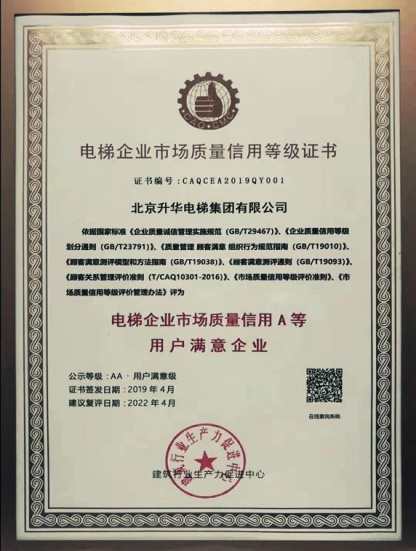 CAQ·CMC
电梯企业市场质量信用等级证书
证书编号：CAQCEA2019QY001
北京升华电梯集团有限公司
依据国家标准《企业质量诚信管理实施规范（GB/T29467)》、《企业质量信用等级
划分通则（GB/T23791)》、《质量管理 顾客满意 组织行为规范指南（GB/T19010)》、
《顾客满意测评模型和方法指南（GB/T19038)》、《顾客满意测评通则（GB/T19093)》、
《顾客关系管理评价准则（T/CAQ10301-2016)》、《市场质量信用等级评价准则》、《市
场质量信用等级评价管理办法》评为
电梯企业市场质量信用 A 等
用户满意企业
公示等级：AA · 用户满意级
证书签发日期：2019 年 4月
建议复评日期：2022 年 4月
在线查询系统
建筑行业生产力促进中心
建筑行业生产力促进中心